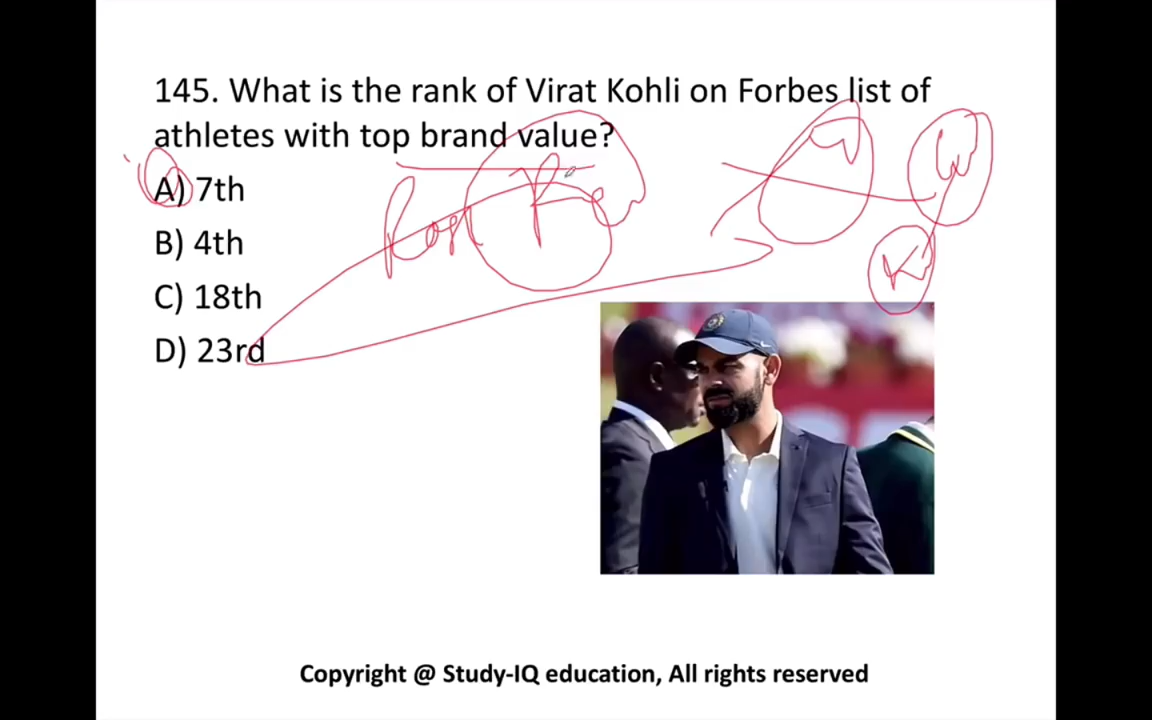 145. What is the rank of Virat Kohli on Forbes list of
athletes with top brand value?
A) 7th
B) 4th
C) 18th
D) 23rd
Copyright @ Study-IQ education, All rights reserved